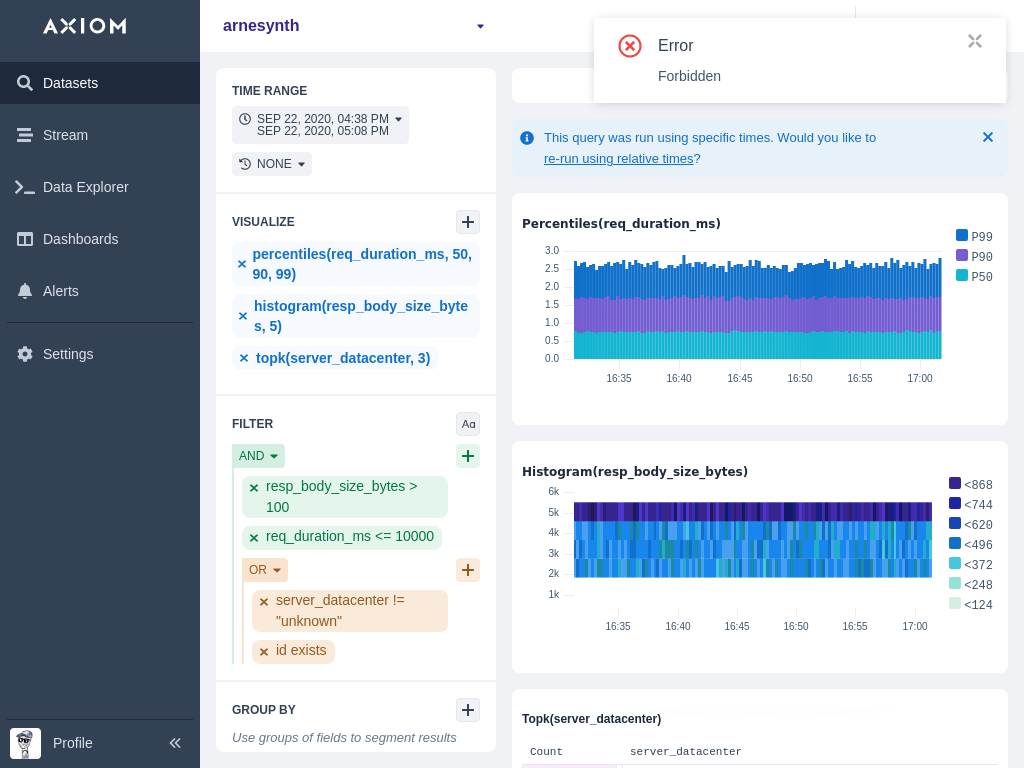 AXIOM
Datasets
Stream
Data Explorer
Dashboards
Alerts
Settings
Profile
arnesynth
Error
Forbidden
TIME RANGE
SEP 22, 2020, 04:38 PM
SEP 22, 2020, 05:08 PM
NONE
VISUALIZE
percentiles(req_duration_ms, 50,
90, 99)
histogram(resp_body_size_byte
s, 5)
topk(server_datacenter, 3)
FILTER
Aa
AND
resp_body_size_bytes >
100
req_duration_ms <= 10000
OR
server_datacenter !=
"unknown"
id exists
GROUP BY
Use groups of fields to segment results
This query was run using specific times. Would you like to
re-run using relative times?
Percentiles(req_duration_ms)
3.0
2.5
2.0
1.5
1.0
0.5
0.0
16:35 16:40 16:45 16:50 16:55 17:00
P99
P90
P50
Histogram(resp_body_size_bytes)
6k
5k
4k
3k
2k
1k
16:35 16:40 16:45 16:50 16:55 17:00
<868
<744
<620
<496
<372
<248
<124
Topk(server_datacenter)
Count server_datacenter